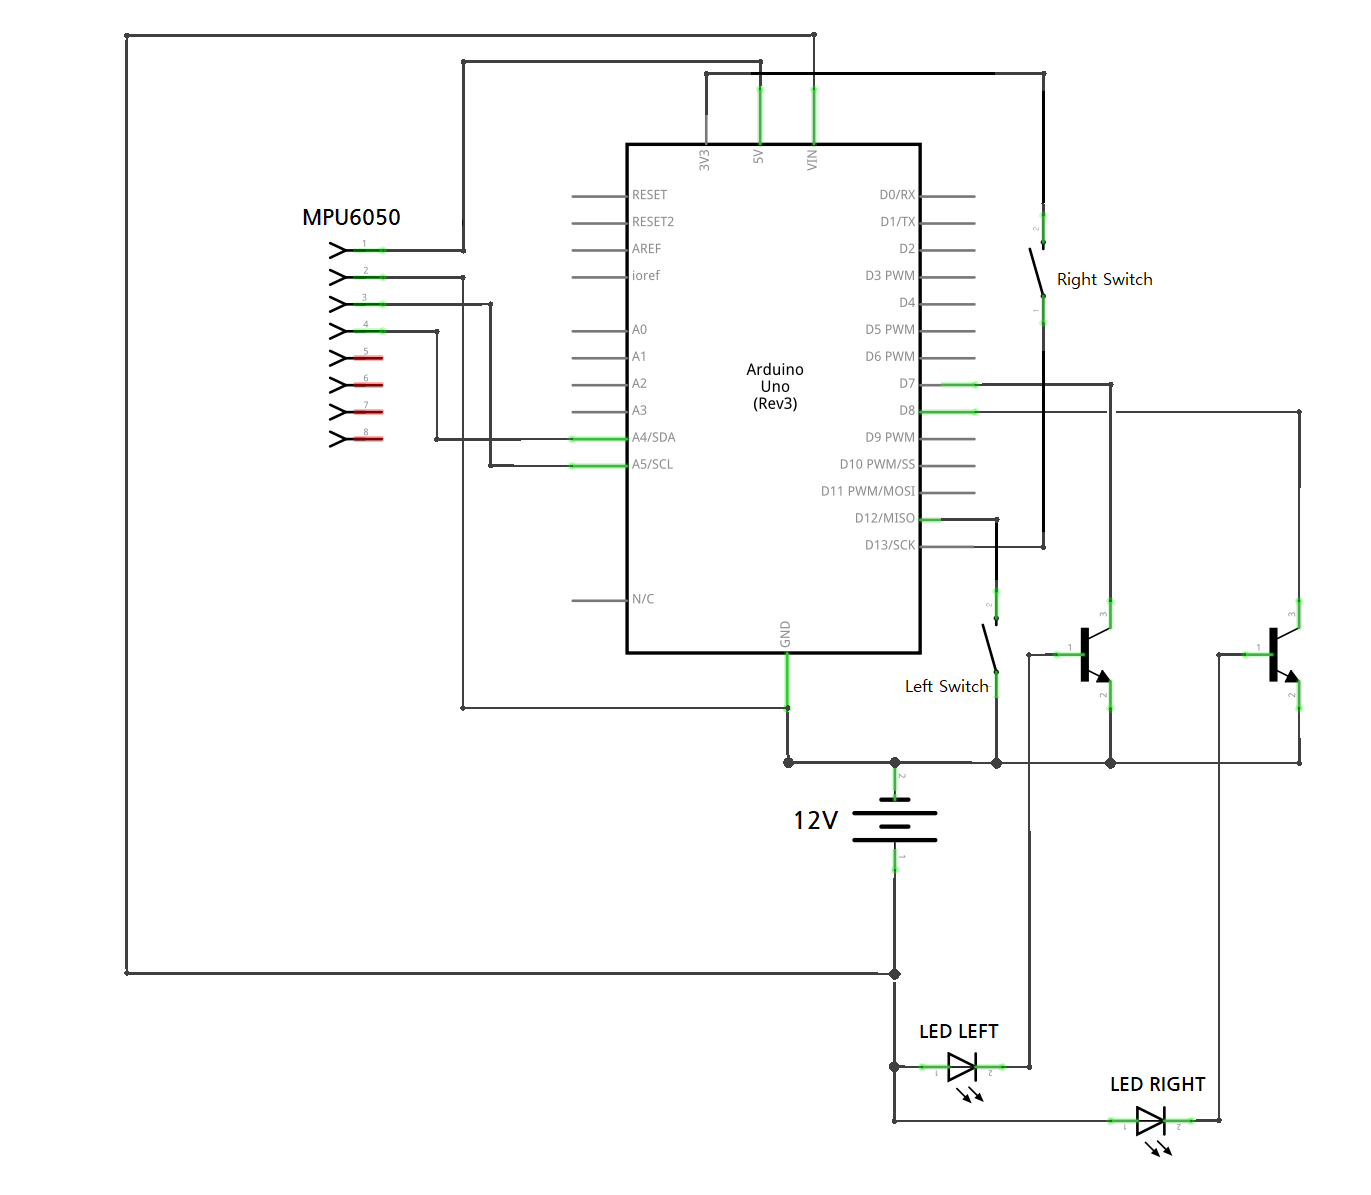 3V3
5V
VIN
MPU6050
1
2
3
4
5
6
7
8
RESET
RESET2
AREF
ioref
A0
A1
A2
A3
A4/SDA
A5/SCL
N/C
Arduino
Uno
(Rev3)
D0/RX
D1/TX
D2
D3 PWM
D4
D5 PWM
D6 PWM
D7
D8
D9 PWM
D10 PWM/SS
D11 PWM/MOSI
D12/MISO
D13/SCK
GND
2
Right Switch
1
2
Left Switch
3
1
2
3
1
2
2
12V
1
LED LEFT
1
2
LED RIGHT
1
2